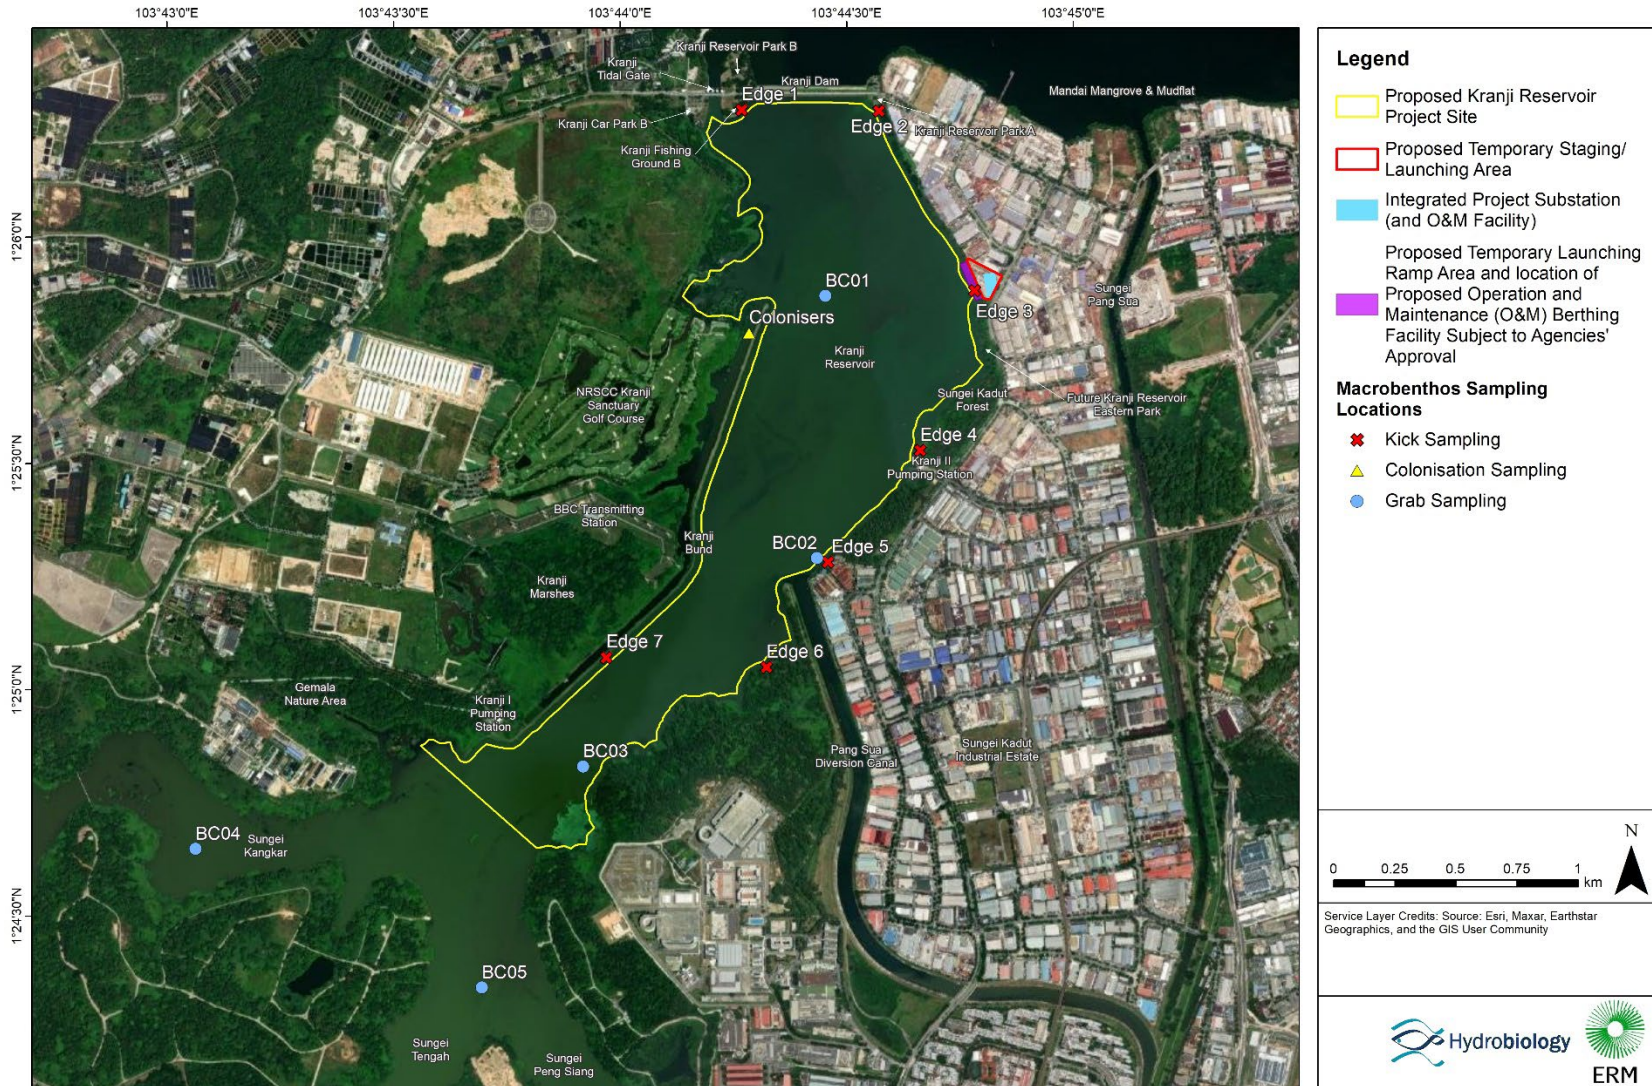 103°43'0"E
103°43'30"E
103°44'0"E
103°44'30"E
103°45'0"E
1°26'0"N
1°25'30"N
1°25'0"N
1°24'30"N
Kranji Reservoir Park B
Kranji
Tidal Gate
Kranji Dam
Mandai Mangrove & Mudflat
Edge 1
Kranji Car Park B
Edge 2
Kranji Reservoir Park A
Kranji Fishing
Ground B
BC01
Sungei
Pang Sua
Edge 3
Colonisers
Kranji
Reservoir
NRSCC Kranji
Sanctuary
Golf Course
Sungei Kadut
Forest
Future Kranji Reservoir
Eastern Park
Edge 4
Kranji II
Pumping Station
BBC Transmitting
Station
Kranji
Bund
BC02
Edge 5
Kranji
Marshes
Edge 7
Edge 6
Gemala
Nature Area
Kranji I
Pumping
Station
BC03
Pang Sua
Diversion Canal
Sungei Kadut
Industrial Estate
BC04
Sungei
Kangkar
BC05
Sungei
Tengah
Sungei
Peng Siang
Legend
Proposed Kranji Reservoir
Project Site
Proposed Temporary Staging/
Launching Area
Integrated Project Substation
(and O&M Facility)
Proposed Temporary Launching
Ramp Area and location of
Proposed Operation and
Maintenance (O&M) Berthing
Facility Subject to Agencies'
Approval
Macrobenthos Sampling
Locations
Kick Sampling
Colonisation Sampling
Grab Sampling
N
0 0.25 0.5 0.75 1
km
Service Layer Credits: Source: Esri, Maxar, Earthstar
Geographics, and the GIS User Community
Hydrobiology
ERM